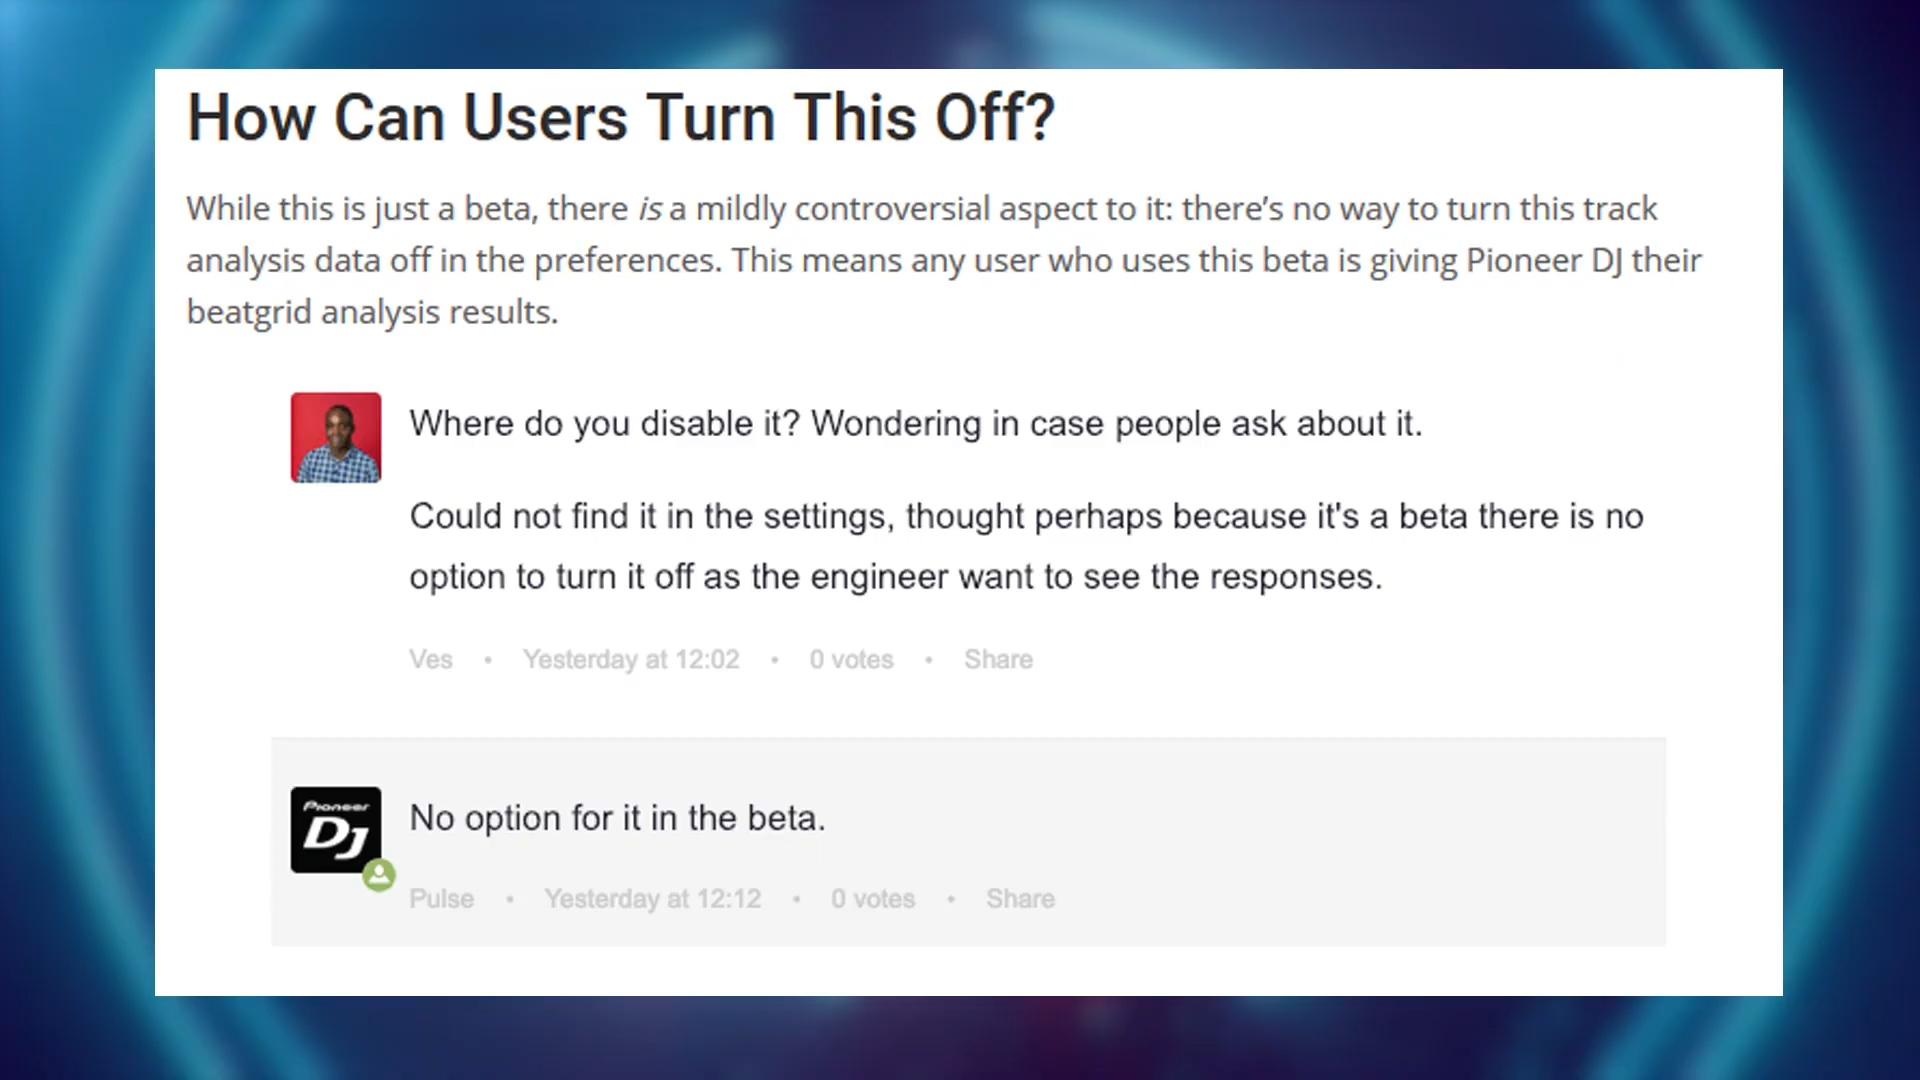 How Can Users Turn This Off?
While this is just a beta, there is a mildly controversial aspect to it: there’s no way to turn this track
analysis data off in the preferences. This means any user who uses this beta is giving Pioneer DJ their
beatgrid analysis results.
Where do you disable it? Wondering in case people ask about it.
Could not find it in the settings, thought perhaps because it's a beta there is no
option to turn it off as the engineer want to see the responses.
Ves • Yesterday at 12:02 • 0 votes • Share
Pioneer
DJ
No option for it in the beta.
Pulse • Yesterday at 12:12 • 0 votes • Share